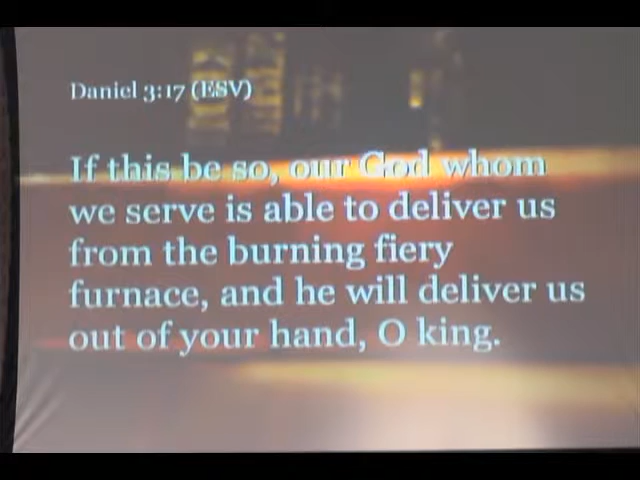 Daniel 3:17 (ESV)
If this be so, our God whom
we serve is able to deliver us
from the burning fiery
furnace, and he will deliver us
out of your hand, O king.